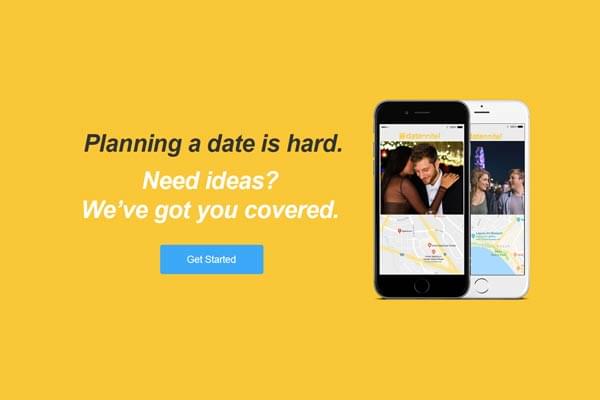 Planning a date is hard.
Need ideas?
We've got you covered.
Get Started
datennite!
datennite!